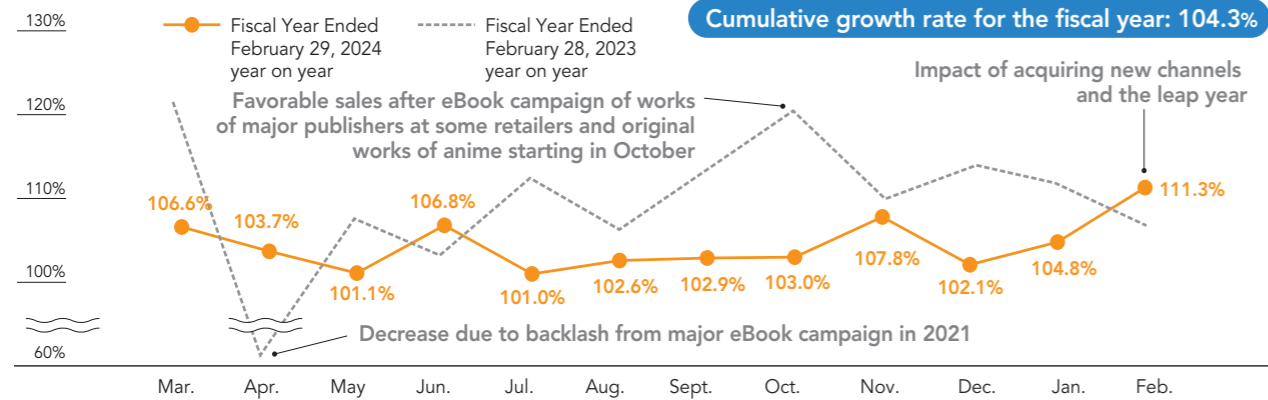 130%
Fiscal Year Ended
February 29, 2024
year on year
Fiscal Year Ended
February 28, 2023
year on year
Cumulative growth rate for the fiscal year: 104.3%
Impact of acquiring new channels
and the leap year
120%
Favorable sales after eBook campaign of works
of major publishers at some retailers and original
works of anime starting in October
110%
106.6%
103.7%
101.1%
106.8%
101.0%
102.6%
102.9%
103.0%
107.8%
102.1%
104.8%
111.3%
100%
Decrease due to backlash from major eBook campaign in 2021
60%
Mar.
Apr.
May
Jun.
Jul.
Aug.
Sept.
Oct.
Nov.
Dec.
Jan.
Feb.